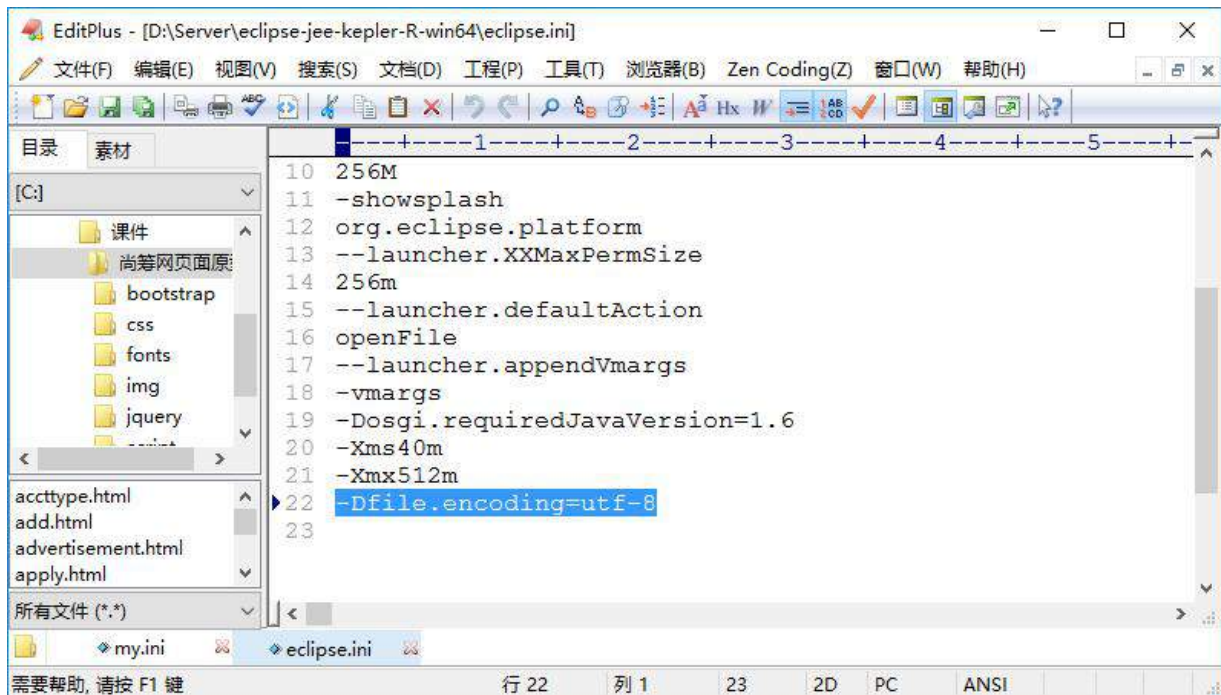 EditPlus - [D:\Server\eclipse-jee-kepler-R-win64\eclipse.ini]
文件(F) 编辑(E) 视图(V) 搜索(S) 文档(D) 工程(P) 工具(T) 浏览器(B) Zen Coding(Z) 窗口(W) 帮助(H)
目录 素材
[C:]
课件
尚筹网页面原
bootstrap
css
fonts
img
jquery
accttype.html
add.html
advertisement.html
apply.html
所有文件 (*.*)
----+----1----+----2----+----3----+----4----+----5----+-
10 256M
11 -showsplash
12 org.eclipse.platform
13 --launcher.XXMaxPermSize
14 256m
15 --launcher.defaultAction
16 openFile
17 --launcher.appendVmargs
18 -vmargs
19 -Dosgi.requiredJavaVersion=1.6
20 -Xms40m
21 -Xmx512m
22 -Dfile.encoding=utf-8
23
my.ini eclipse.ini
需要帮助, 请按 F1 键 行 22 列 1 23 2D PC ANSI